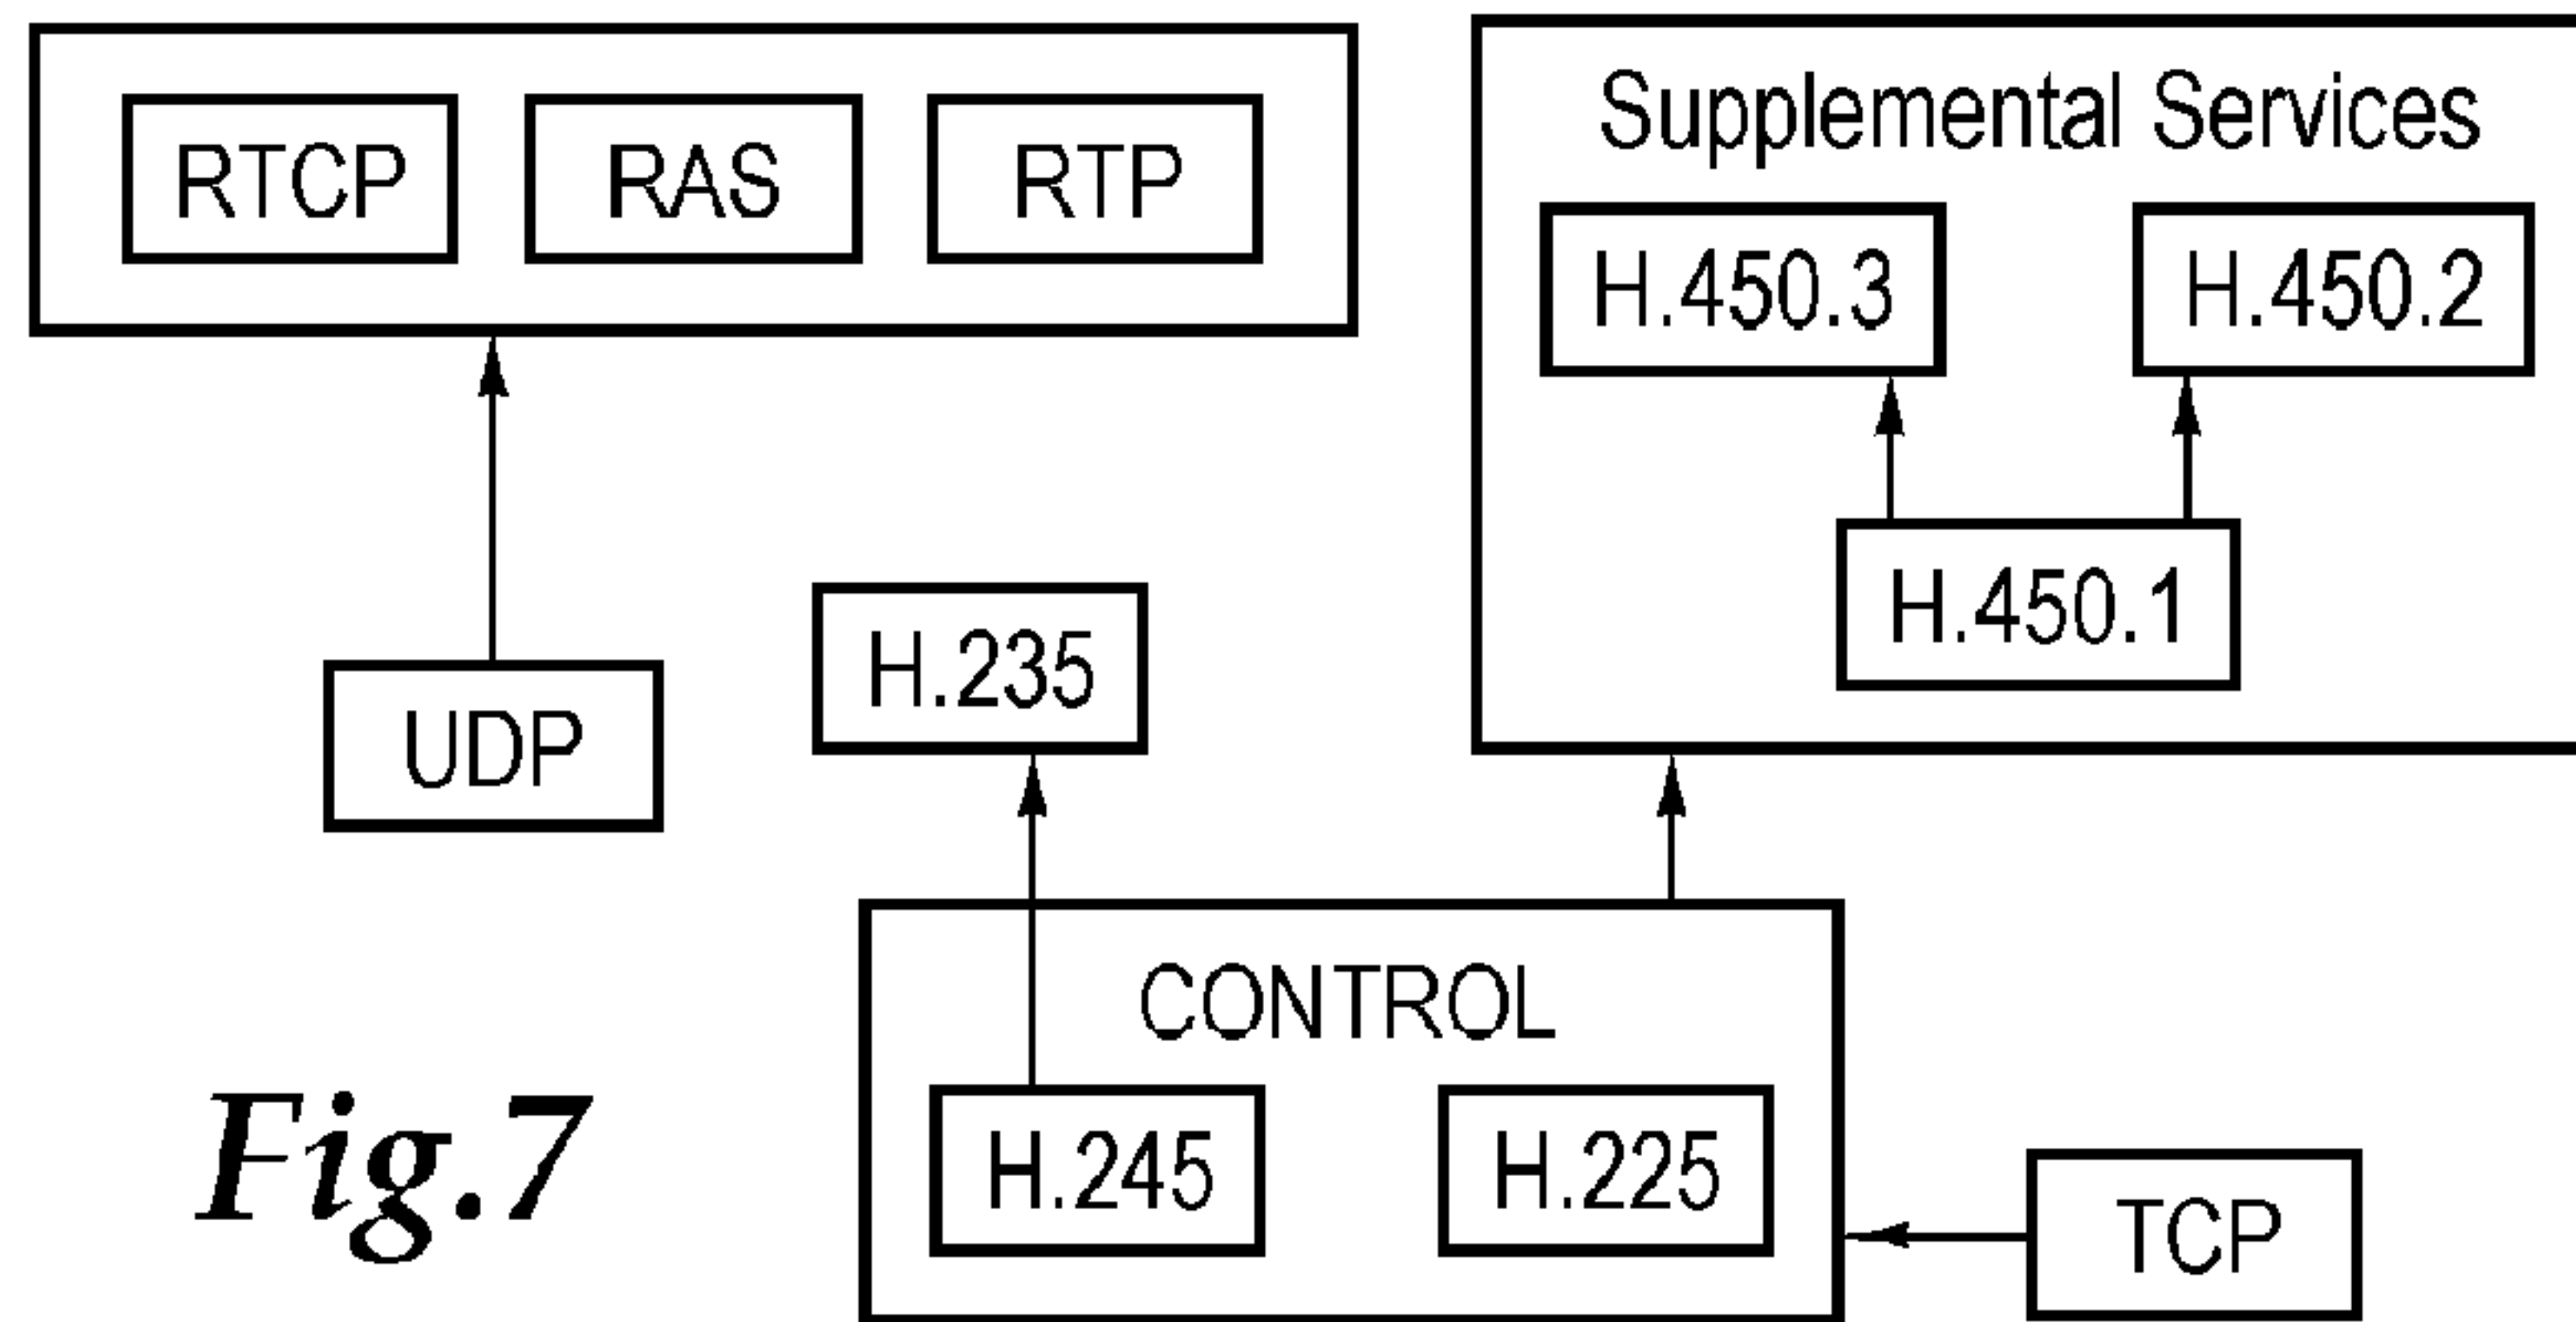 RTCP
RAS
RTP
Supplemental Services
H.450.3
H.450.2
H.450.1
H.235
UDP
CONTROL
H.245
H.225
TCP
Fig.7